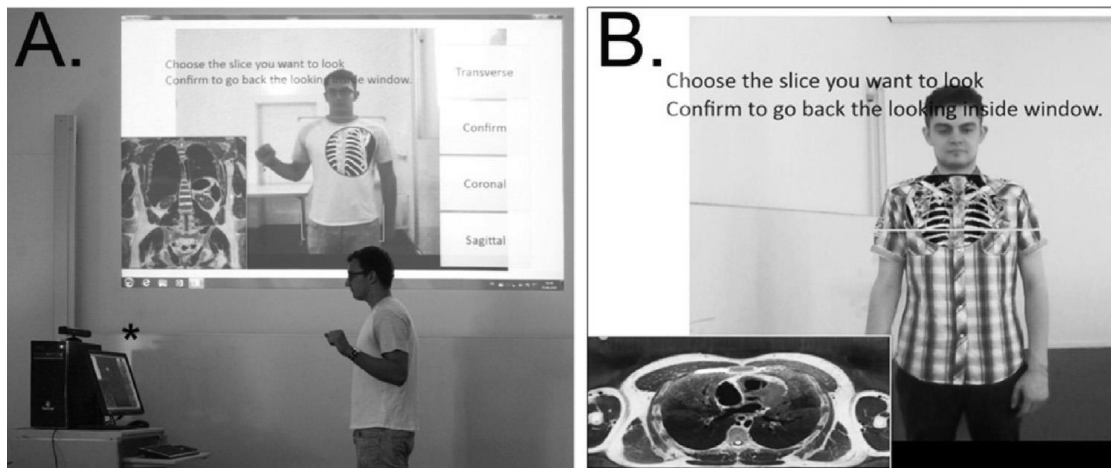 A.
Choose the slice you want to look
Confirm to go back the looking inside window.
Transverse
Confirm
Coronal
Sagittal
*
B.
Choose the slice you want to look
Confirm to go back the looking inside window.